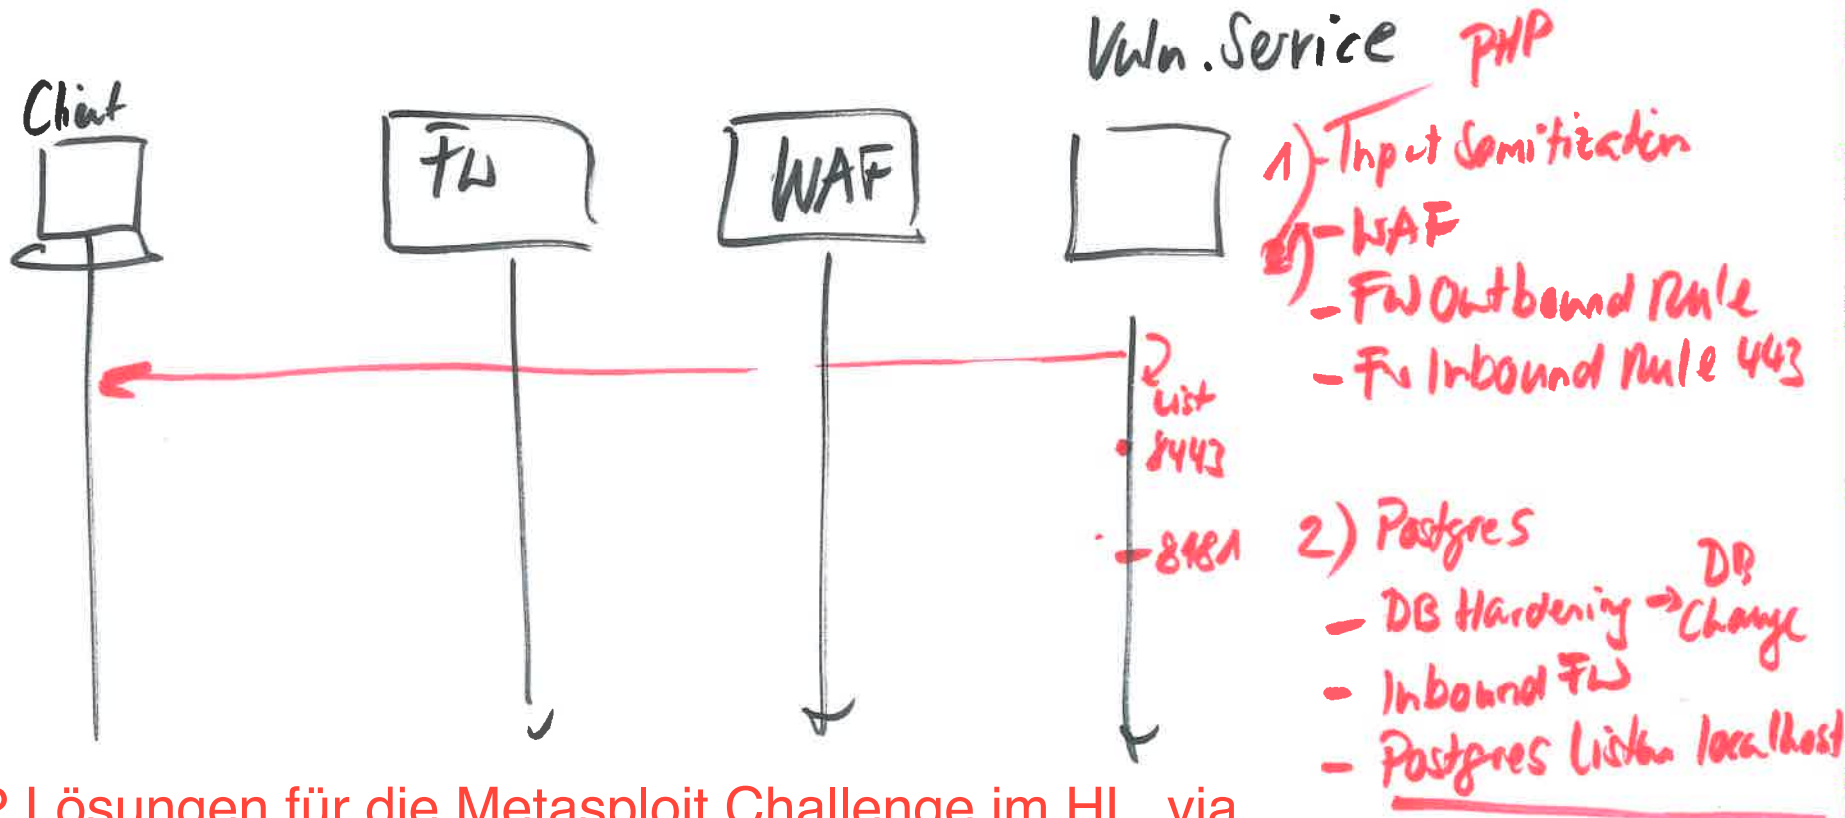 Vuln. Service PHP
Client
FW
WAF
1) - Input Sanitization
- WAF
- FW Outbound Rule
- FW Inbound Rule 443
List
8443
8181
2) Postgres
- DB Hardening → DB Change
- Inbound FW
- Postgres Listen localhost
Lösungen für die Metasploit Challenge im HL, via